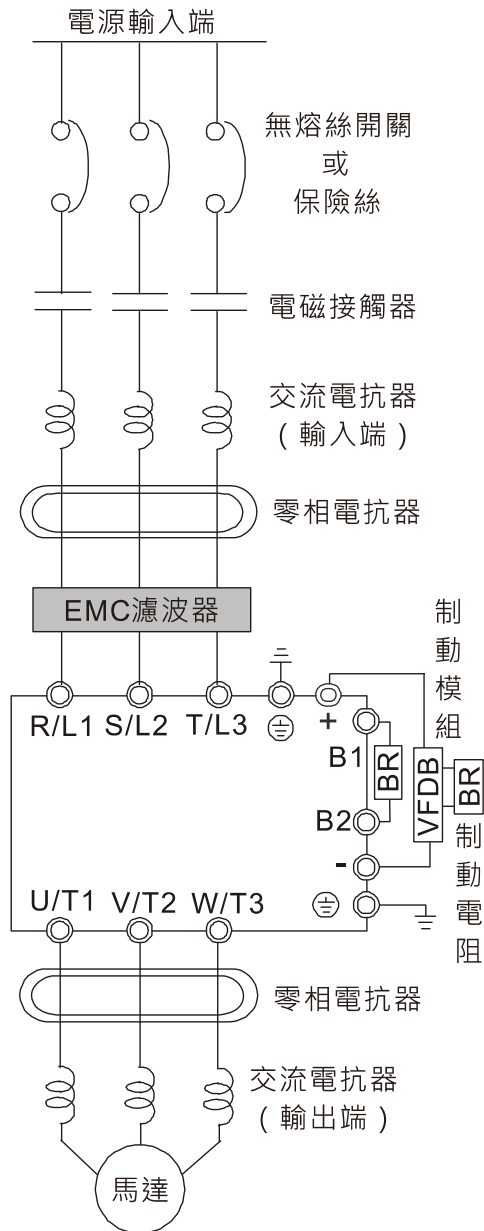 電源輸入端
無熔絲開關
或
保險絲
電磁接觸器
交流電抗器
(輸入端)
零相電抗器
EMC濾波器
制動模組
R/L1 S/L2 T/L3
+
B1
BR
VFDB
BR
B2
-
制動電阻
U/T1 V/T2 W/T3
零相電抗器
交流電抗器
(輸出端)
馬達